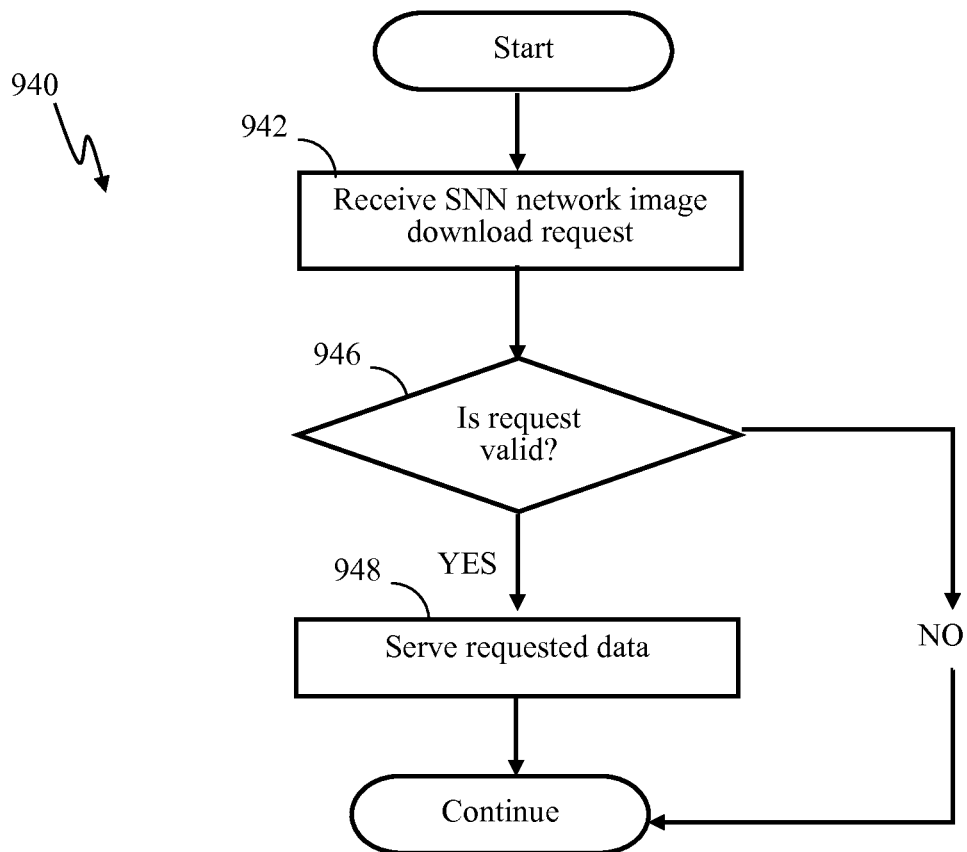 Start
940
942
Receive SNN network image
download request
946
Is request
valid?
YES
948
NO
Serve requested data
Continue